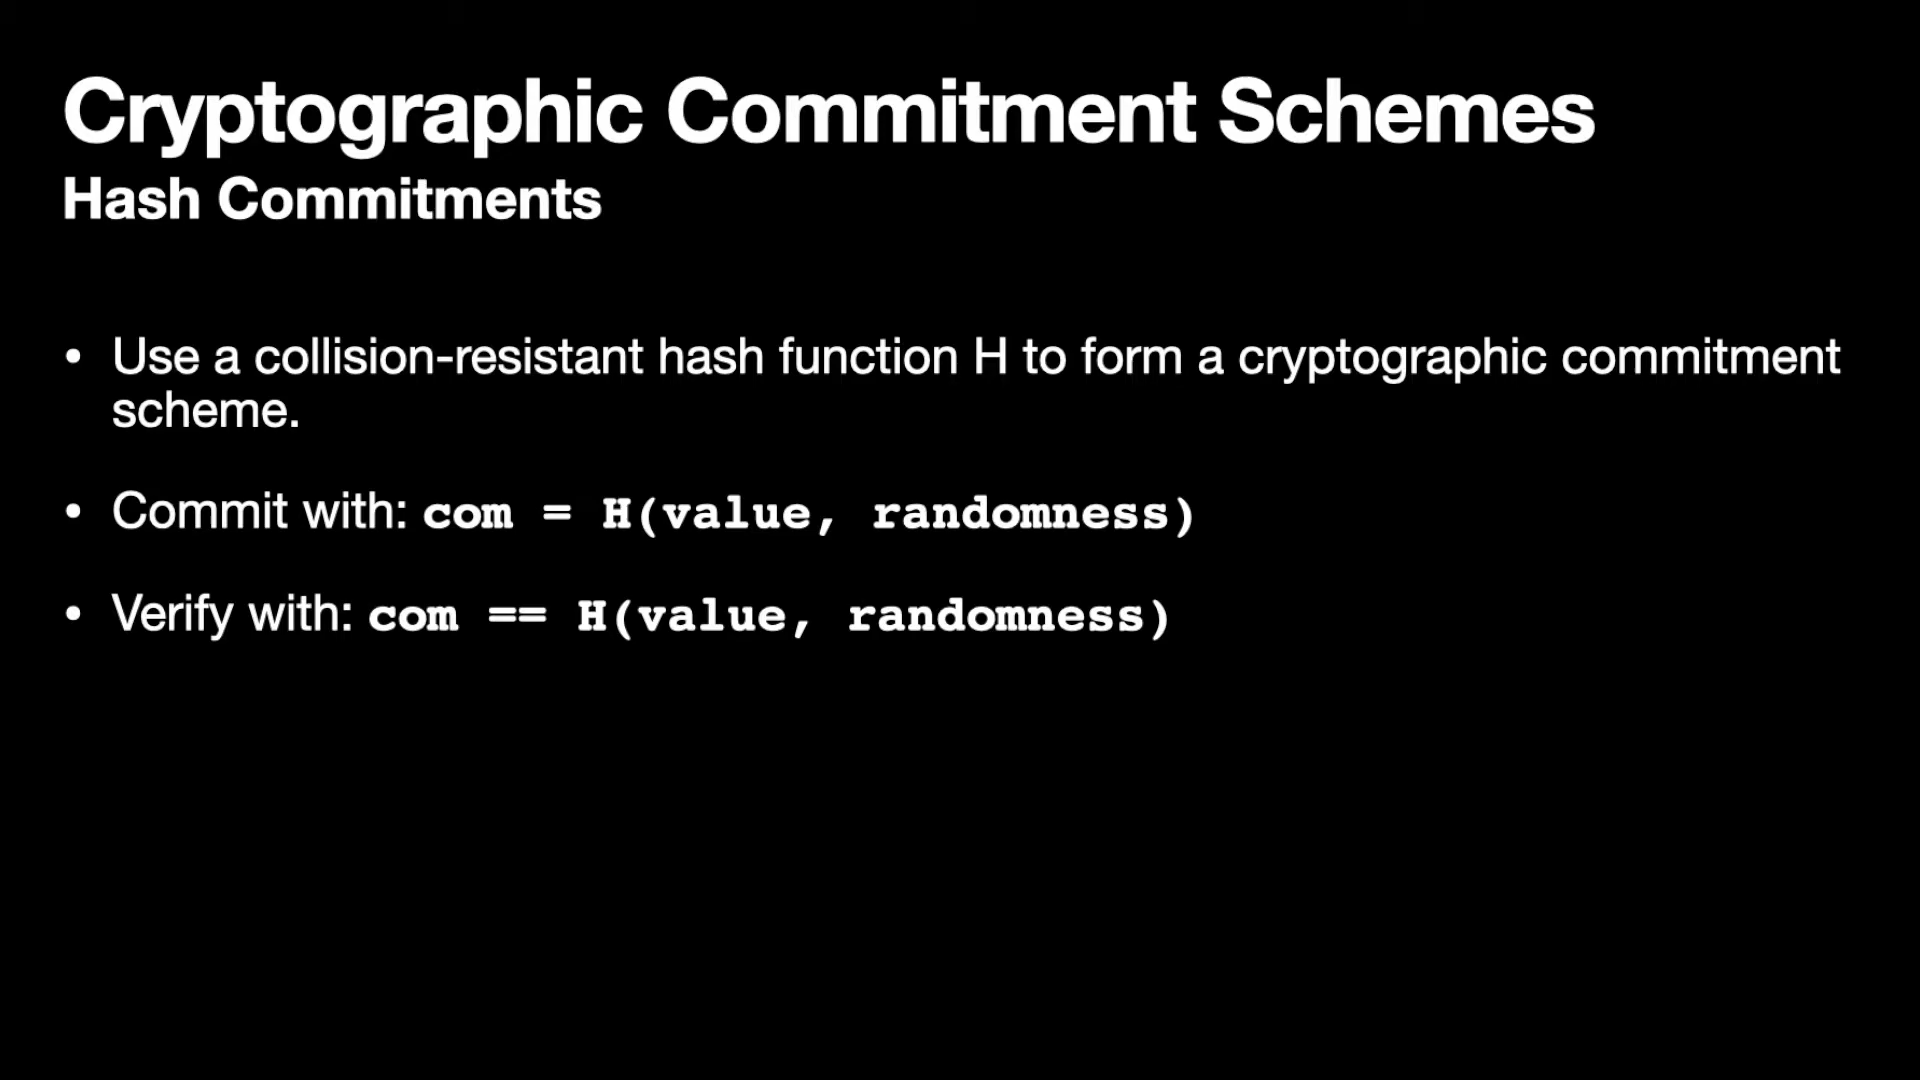 Cryptographic Commitment Schemes
Hash Commitments
• Use a collision-resistant hash function H to form a cryptographic commitment
scheme.
• Commit with: com = H(value, randomness)
• Verify with: com == H(value, randomness)